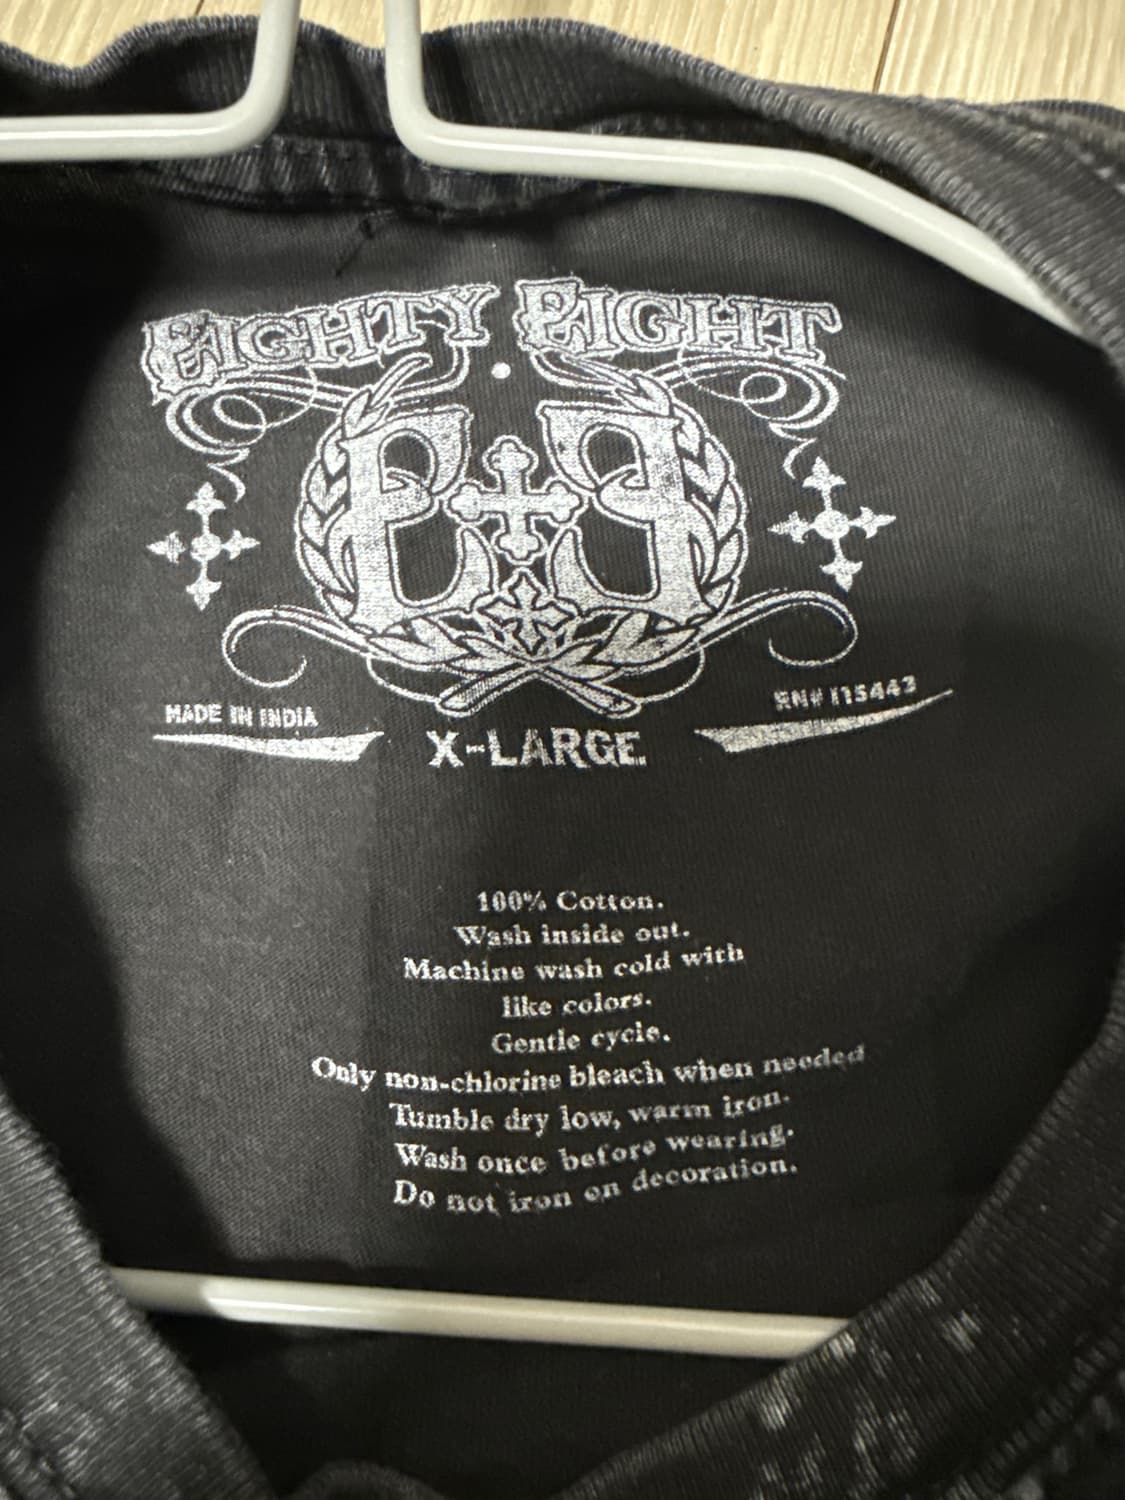 EIGHTY EIGHT
MADE IN INDIA
RN# 115443
X-LARGE
100% Cotton.
Wash inside out.
Machine wash cold with
like colors.
Gentle cycle.
Only non-chlorine bleach when needed
Tumble dry low, warm iron.
Wash once before wearing.
Do not iron on decoration.